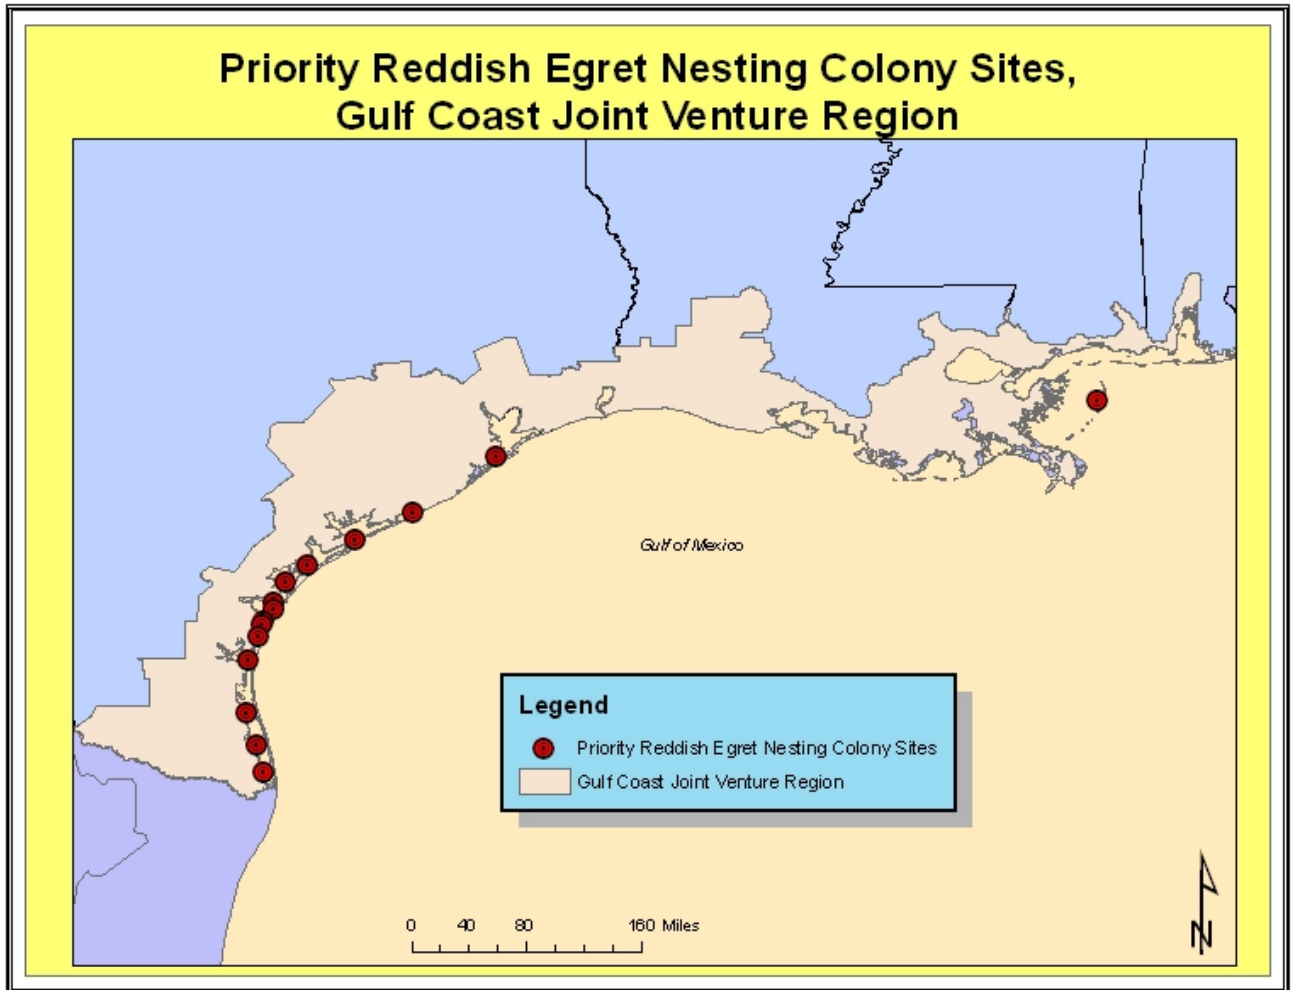 Priority Reddish Egret Nesting Colony Sites,
Gulf Coast Joint Venture Region
Gulf of Mexico
Legend
Priority Reddish Egret Nesting Colony Sites
Gulf Coast Joint Venture Region
0 40 80 160 Miles
N